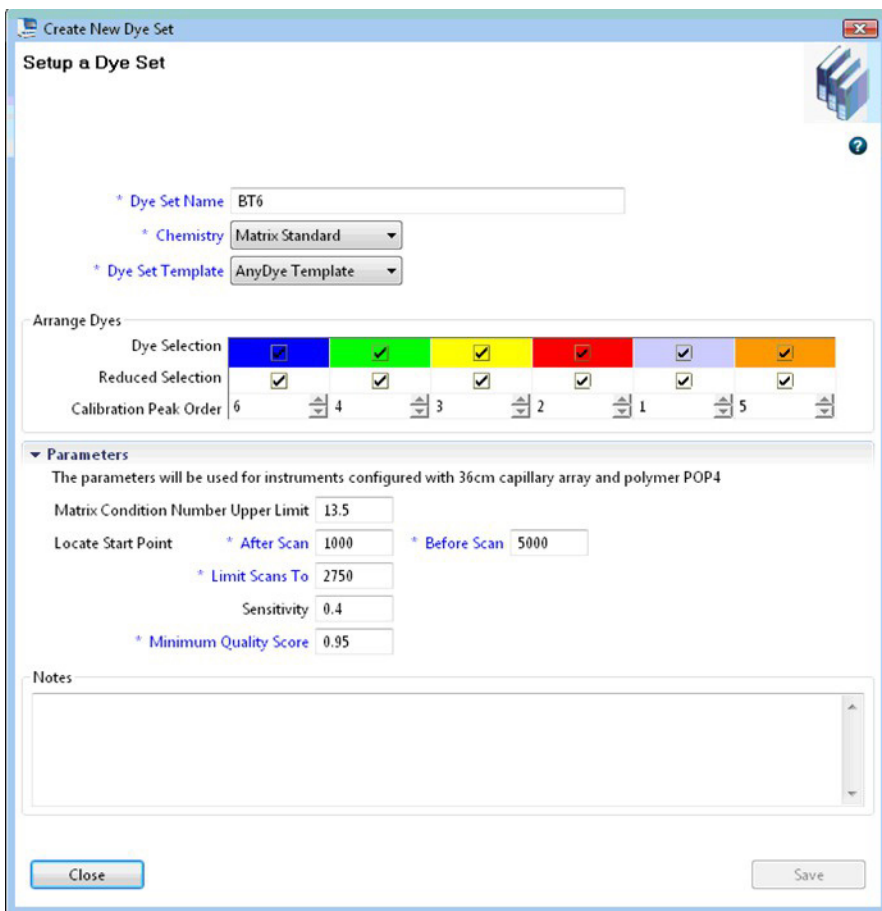 Create New Dye Set
Setup a Dye Set
?
* Dye Set Name BT6
* Chemistry Matrix Standard
* Dye Set Template AnyDye Template
Arrange Dyes
Dye Selection
Reduced Selection
Calibration Peak Order 6 4 3 2 1 5
Parameters
The parameters will be used for instruments configured with 36cm capillary array and polymer POP4
Matrix Condition Number Upper Limit 13.5
Locate Start Point * After Scan 1000 * Before Scan 5000
* Limit Scans To 2750
Sensitivity 0.4
* Minimum Quality Score 0.95
Notes
Close Save